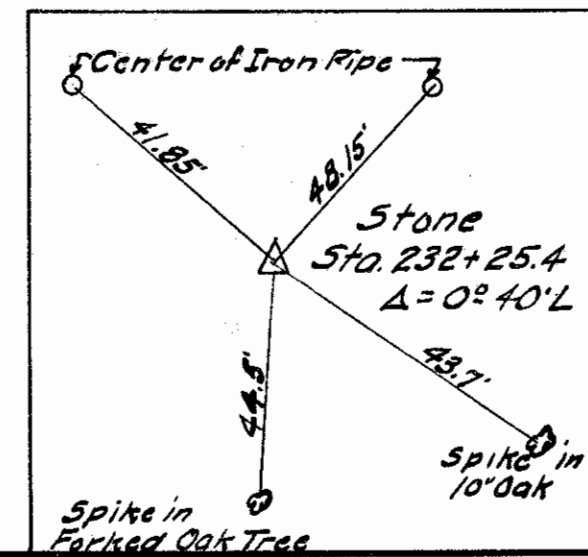 Center of Iron Pipe
41.85'
48.15'
Stone
Sta. 232+25.4
Δ = 0º 40' L
44.5'
43.7'
Spike in
10" Oak
Spike in
Forked Oak Tree